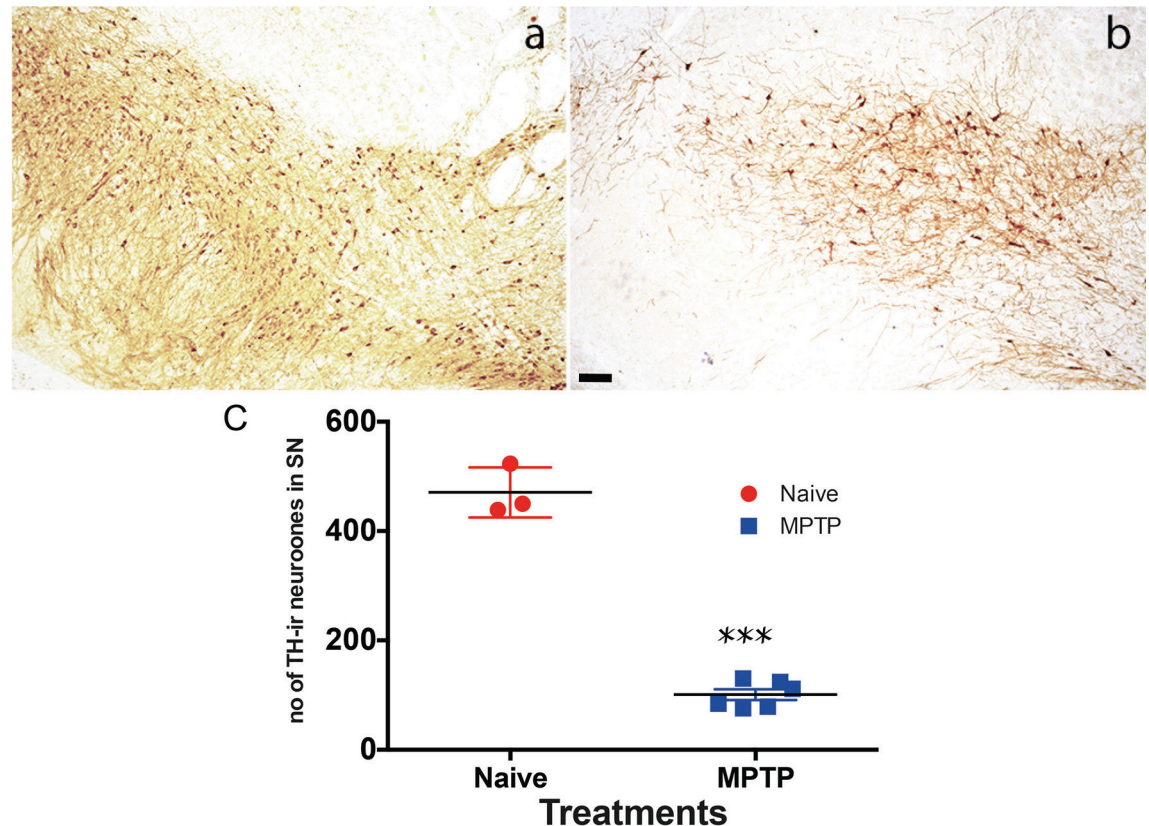 a
b
C
600
400
200
0
no of TH-ir neuroones in SN
Naive
MPTP
***
Naive
MPTP
Treatments